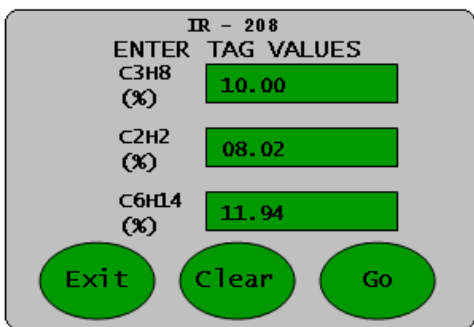 IR - 208
ENTER TAG VALUES
C3H8
(%)
10.00
C2H2
(%)
08.02
C6H14
(%)
11.94
Exit Clear Go